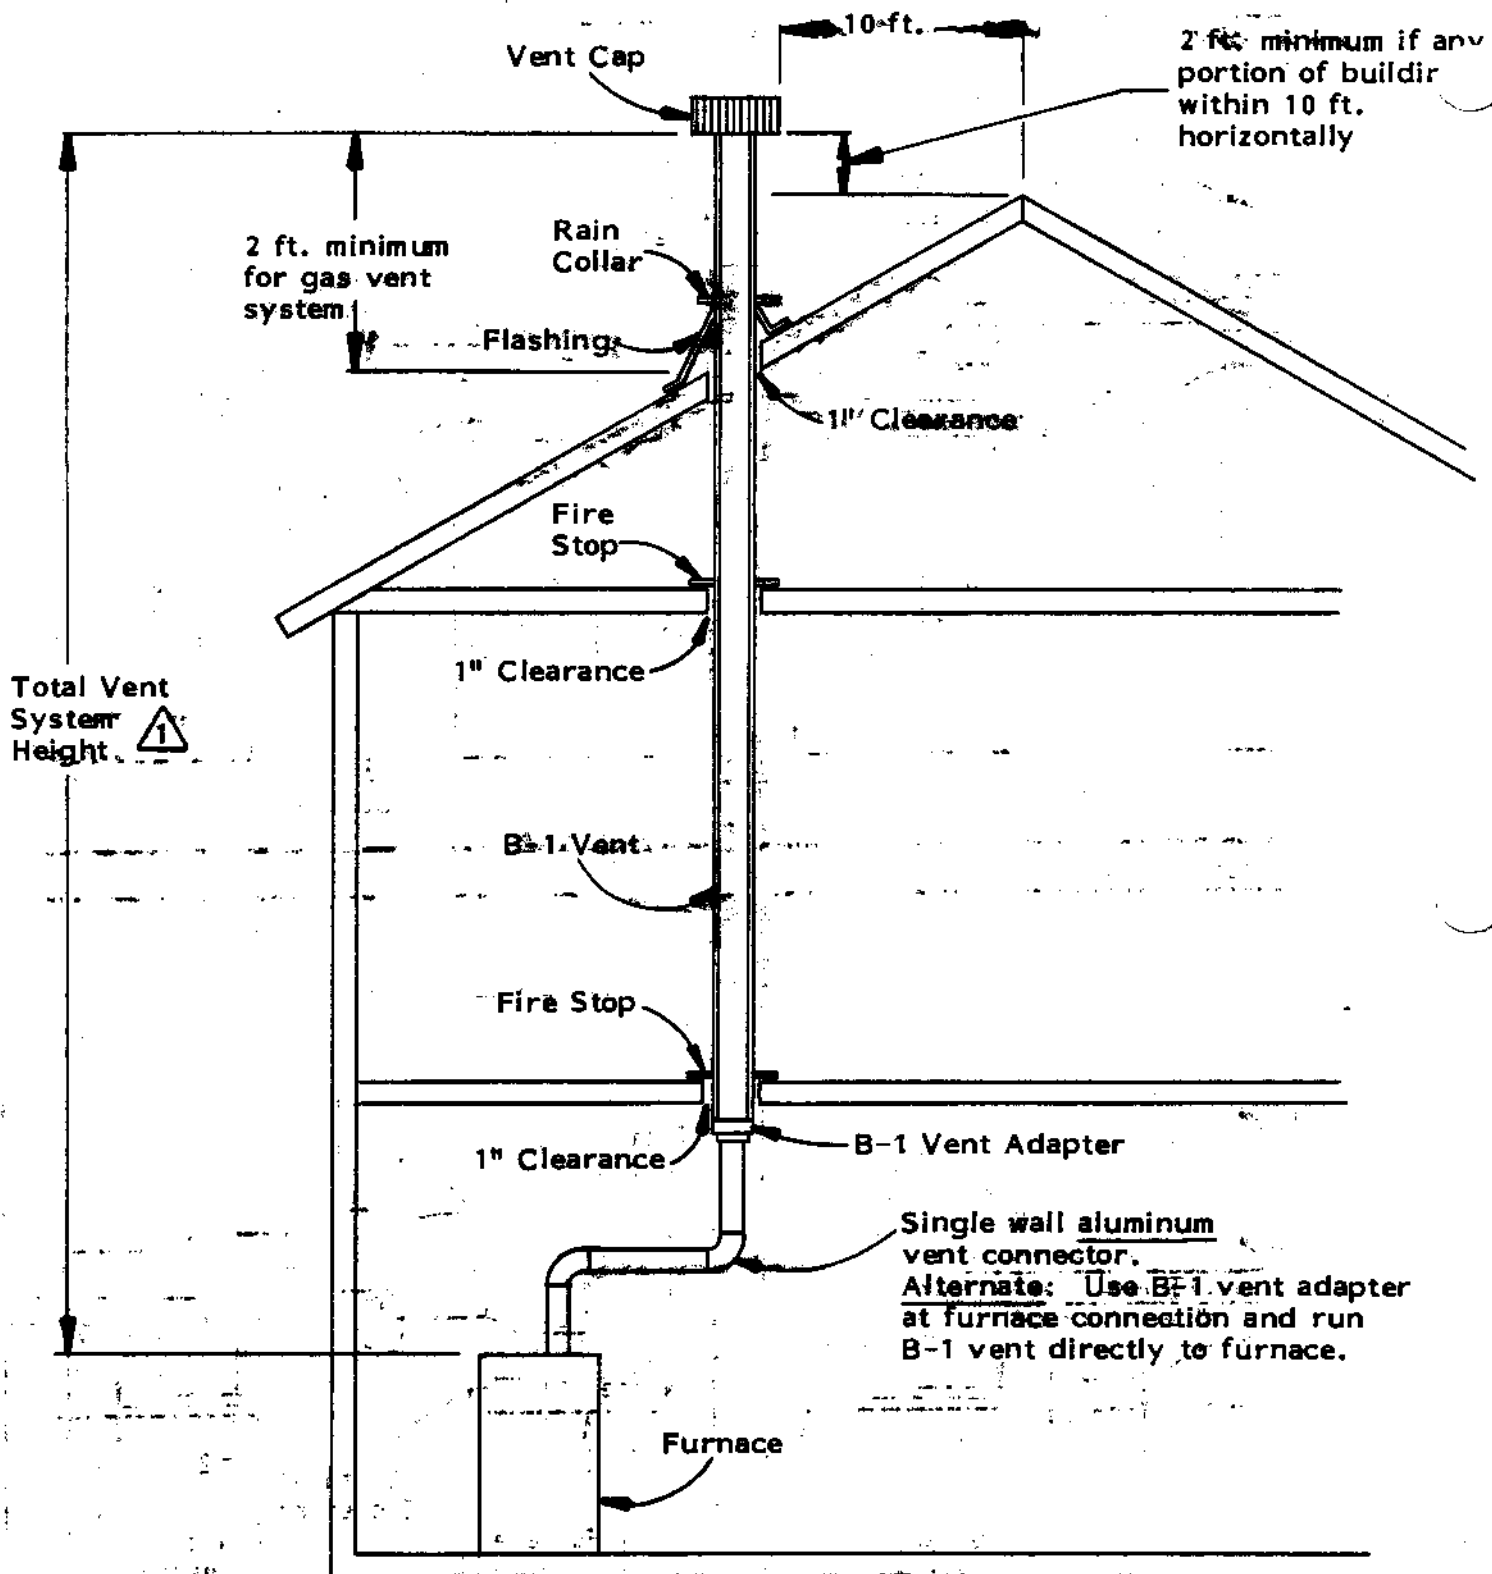 10 ft.
Vent Cap
2 ft. minimum if any
portion of buildin
within 10 ft.
horizontally
2 ft. minimum
for gas vent
system
Rain
Collar
Flashing
1" Clearance
Fire
Stop
1" Clearance
Total Vent
System
Height
1
B-1 Vent
Fire Stop
B-1 Vent Adapter
1" Clearance
Single wall aluminum
vent connector.
Alternate: Use B-1 vent adapter
at furnace connection and run
B-1 vent directly to furnace.
Furnace